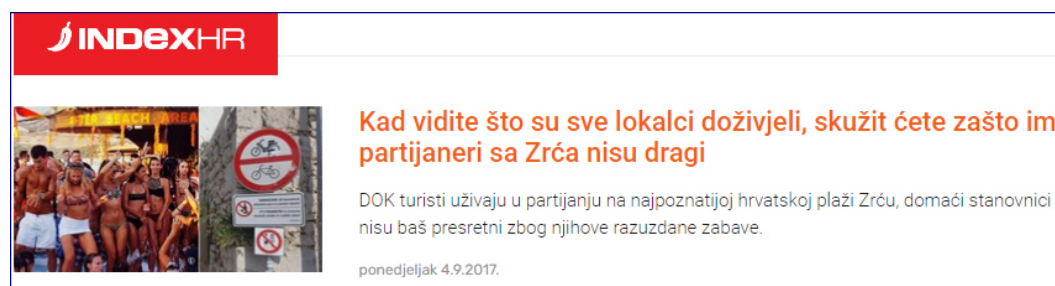 INDEXHR
Kad vidite što su sve lokalci doživjeli, skužit ćete zašto im
partijaneri sa Zrća nisu dragi
DOK turisti uživaju u partijanju na najpoznatijoj hrvatskoj plaži Zrću, domaći stanovnici
nisu baš presretni zbog njihove razuzdane zabave.
ponedjeljak 4.9.2017.
BEACH AREA